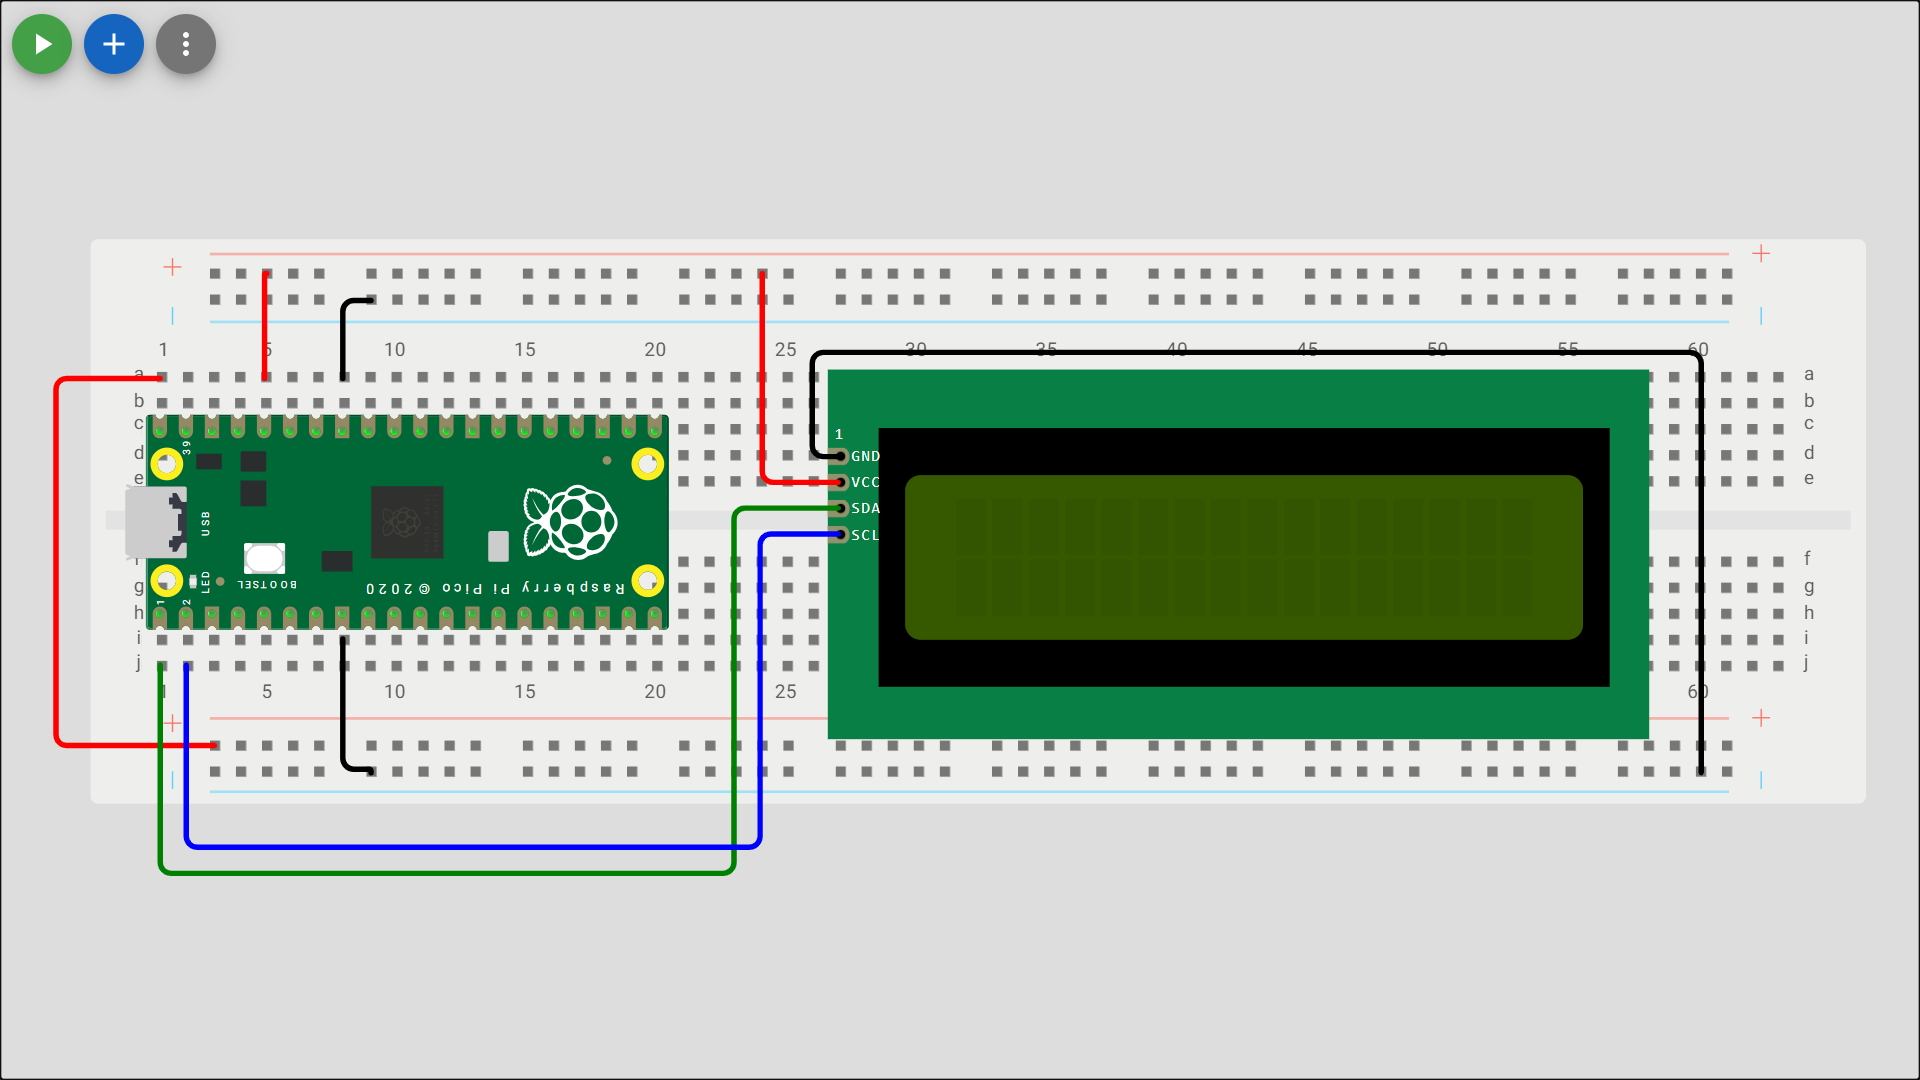 1 5 10 15 20 25 30 35 40 45 50 55 60
a a
b b
c c
d d
e e
39
1
GND
VCC
SDA
SCL
USB
LED
BOOTSEL
Raspberry Pi Pico © 2020
1 2
f
g g
h h
i i
j j
1 5 10 15 20 25 60